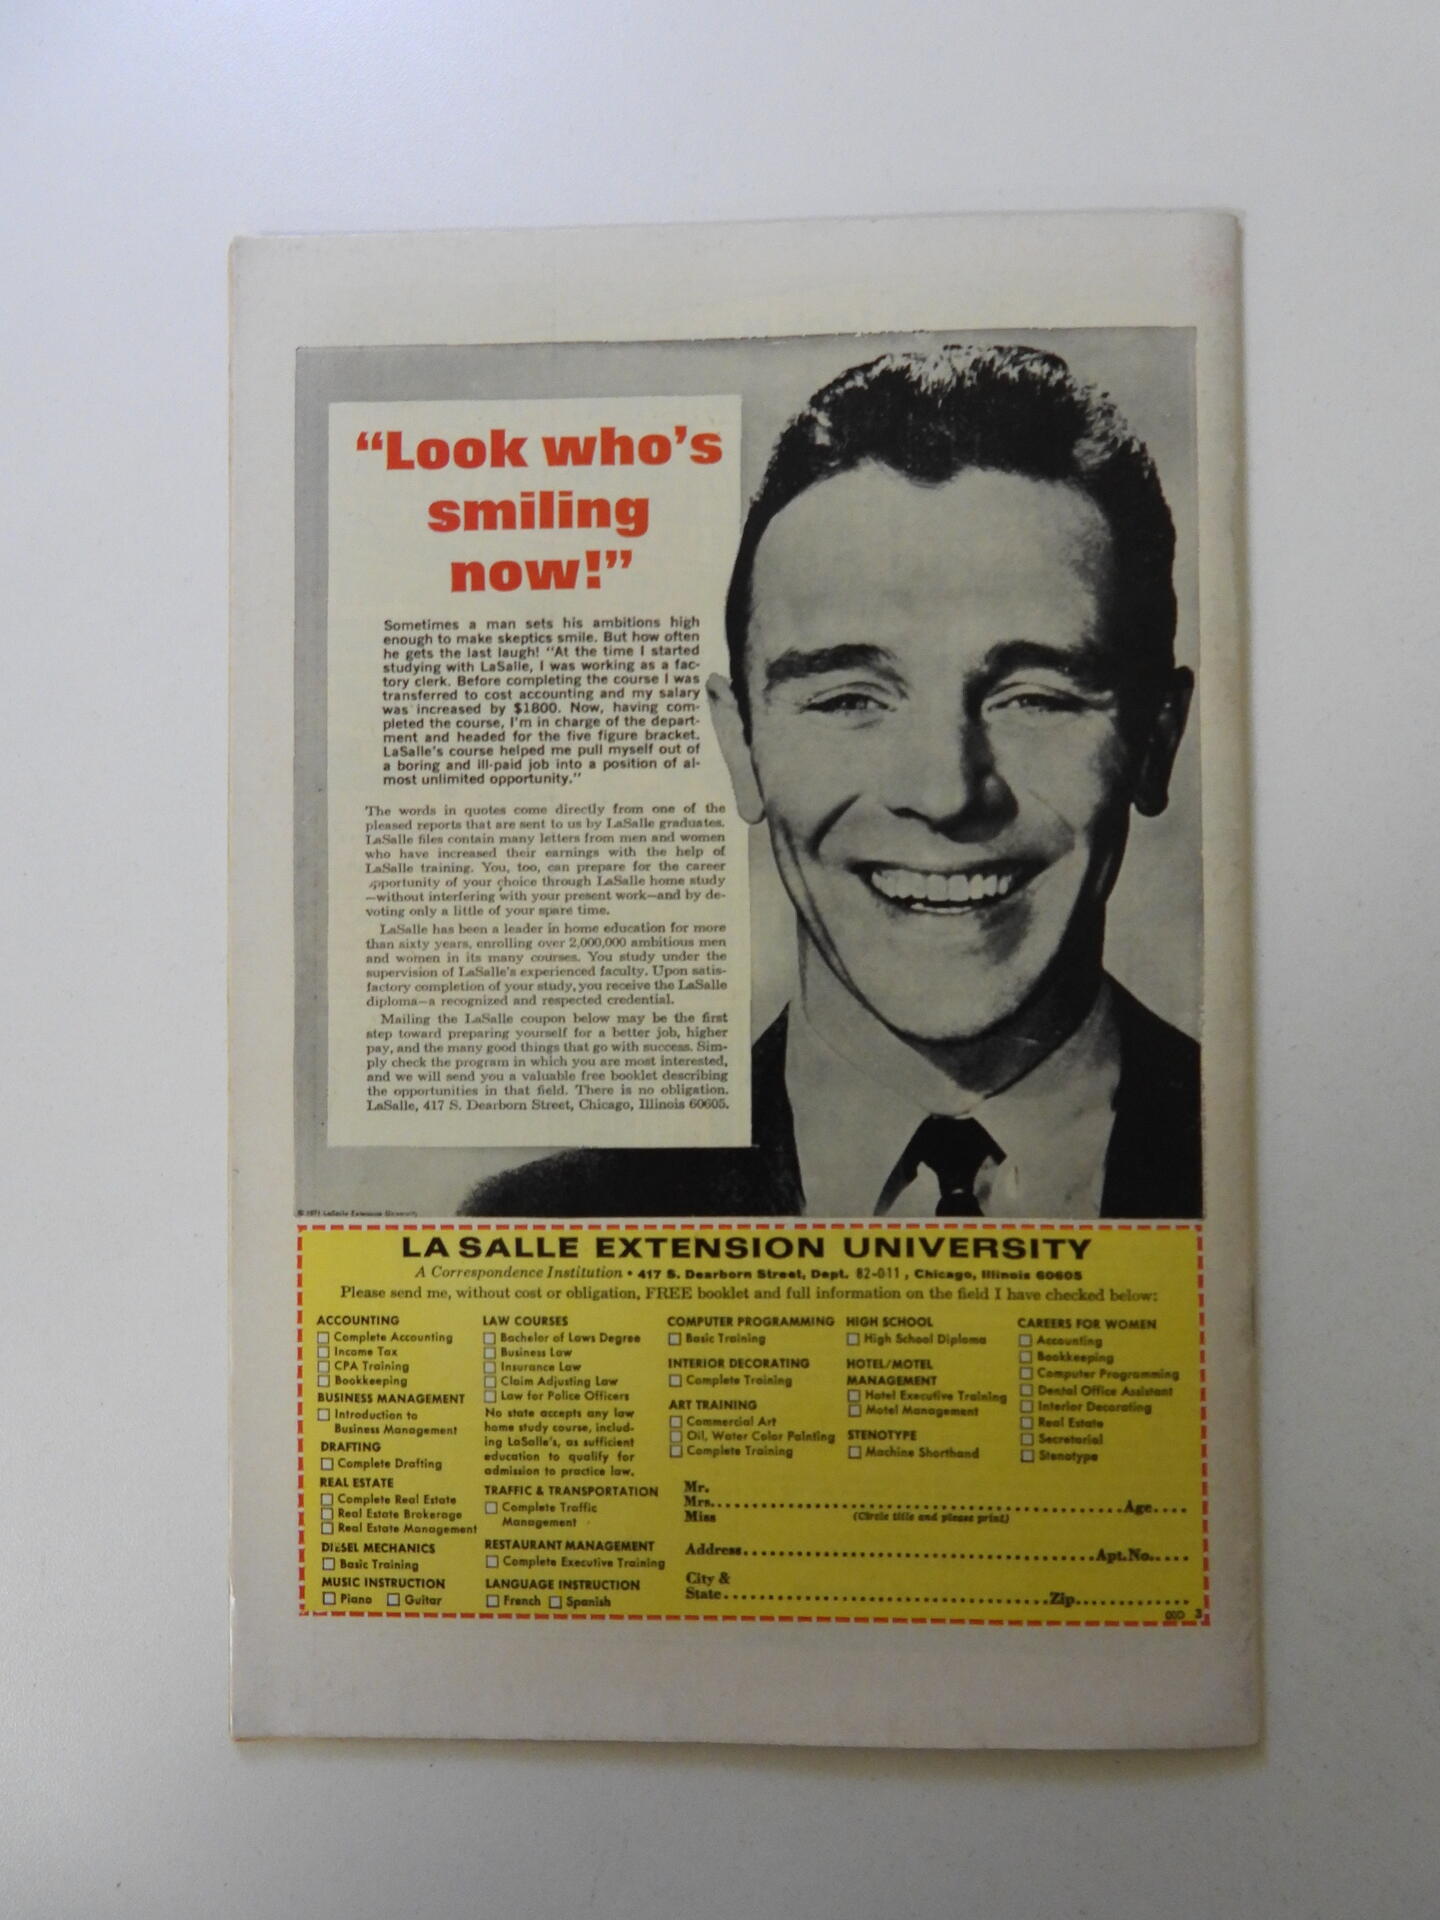 “Look who’s
smiling
now!”
Sometimes a man sets his ambitions high
enough to make skeptics smile. But how often
he gets the last laugh! “At the time I started
studying with LaSalle, I was working as a fac-
tory clerk. Before completing the course I was
transferred to cost accounting and my salary
was increased by $1800. Now, having com-
pleted the course, I’m in charge of the depart-
ment and headed for the five figure bracket.
LaSalle’s course helped me pull myself out of
a boring and ill-paid job into a position of al-
most unlimited opportunity.”
The words in quotes come directly from one of the
pleased reports that are sent to us by LaSalle graduates.
LaSalle files contain many letters from men and women
who have increased their earnings with the help of
LaSalle training. You, too, can prepare for the career
opportunity of your choice through LaSalle home study
—without interfering with your present work—and by de-
voting only a little of your spare time.
LaSalle has been a leader in home education for more
than sixty years, enrolling over 2,000,000 ambitious men
and women in its many courses. You study under the
supervision of LaSalle’s experienced faculty. Upon satis-
factory completion of your study, you receive the LaSalle
diploma—a recognized and respected credential.
Mailing the LaSalle coupon below may be the first
step toward preparing yourself for a better job, higher
pay, and the many good things that go with success. Sim-
ply check the program in which you are most interested,
and we will send you a valuable free booklet describing
the opportunities in that field. There is no obligation.
LaSalle, 417 S. Dearborn Street, Chicago, Illinois 60605.
© 1971 LaSalle Extension University
LA SALLE EXTENSION UNIVERSITY
A Correspondence Institution • 417 S. Dearborn Street, Dept. 82-011, Chicago, Illinois 60605
Please send me, without cost or obligation, FREE booklet and full information on the field I have checked below:
ACCOUNTING
Complete Accounting
Income Tax
CPA Training
Bookkeeping
BUSINESS MANAGEMENT
Introduction to
Business Management
DRAFTING
Complete Drafting
REAL ESTATE
Complete Real Estate
Real Estate Brokerage
Real Estate Management
DIESEL MECHANICS
Basic Training
MUSIC INSTRUCTION
Piano Guitar
LAW COURSES
Bachelor of Laws Degree
Business Law
Insurance Law
Claim Adjusting Law
Law for Police Officers
No state accepts any law
home study course, includ-
ing LaSalle’s, as sufficient
education to qualify for
admission to practice law.
TRAFFIC & TRANSPORTATION
Complete Traffic
Management
RESTAURANT MANAGEMENT
Complete Executive Training
LANGUAGE INSTRUCTION
French Spanish
COMPUTER PROGRAMMING
Basic Training
INTERIOR DECORATING
Complete Training
ART TRAINING
Commercial Art
Oil, Water Color Painting
Complete Training
HIGH SCHOOL
High School Diploma
HOTEL/MOTEL
MANAGEMENT
Hotel Executive Training
Motel Management
STENOTYPE
Machine Shorthand
CAREERS FOR WOMEN
Accounting
Bookkeeping
Computer Programming
Dental Office Assistant
Interior Decorating
Real Estate
Secretarial
Stenotype
Mr.
Mrs. Age
Miss (Circle title and please print)
Address Apt. No.
City &
State Zip
3